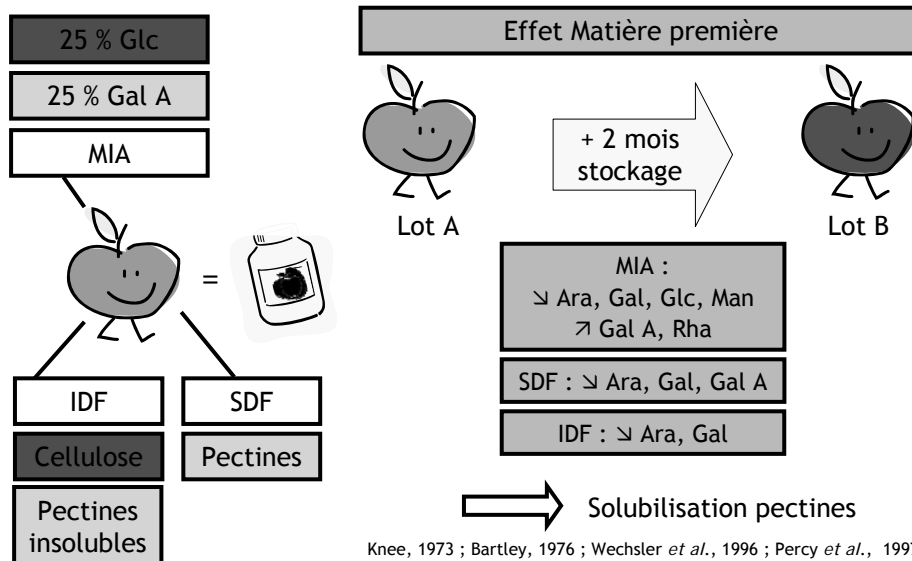 25 % Glc
25 % Gal A
MIA
=
IDF
SDF
Cellulose
Pectines
Pectines
insolubles
Effet Matière première
+ 2 mois
stockage
Lot A
Lot B
MIA :
↘ Ara, Gal, Glc, Man
↗ Gal A, Rha
SDF : ↘ Ara, Gal, Gal A
IDF : ↘ Ara, Gal
Solubilisation pectines
Knee, 1973 ; Bartley, 1976 ; Wechsler et al., 1996 ; Percy et al., 1997